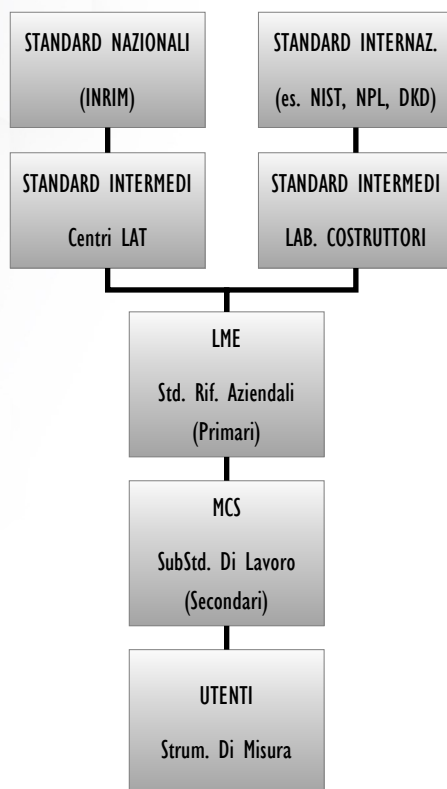 STANDARD NAZIONALI
(INRIM)
STANDARD INTERNAZ.
(es. NIST, NPL, DKD)
STANDARD INTERMEDI
Centri LAT
STANDARD INTERMEDI
LAB. COSTRUTTORI
LME
Std. Rif. Aziendali
(Primari)
MCS
SubStd. Di Lavoro
(Secondari)
UTENTI
Strum. Di Misura